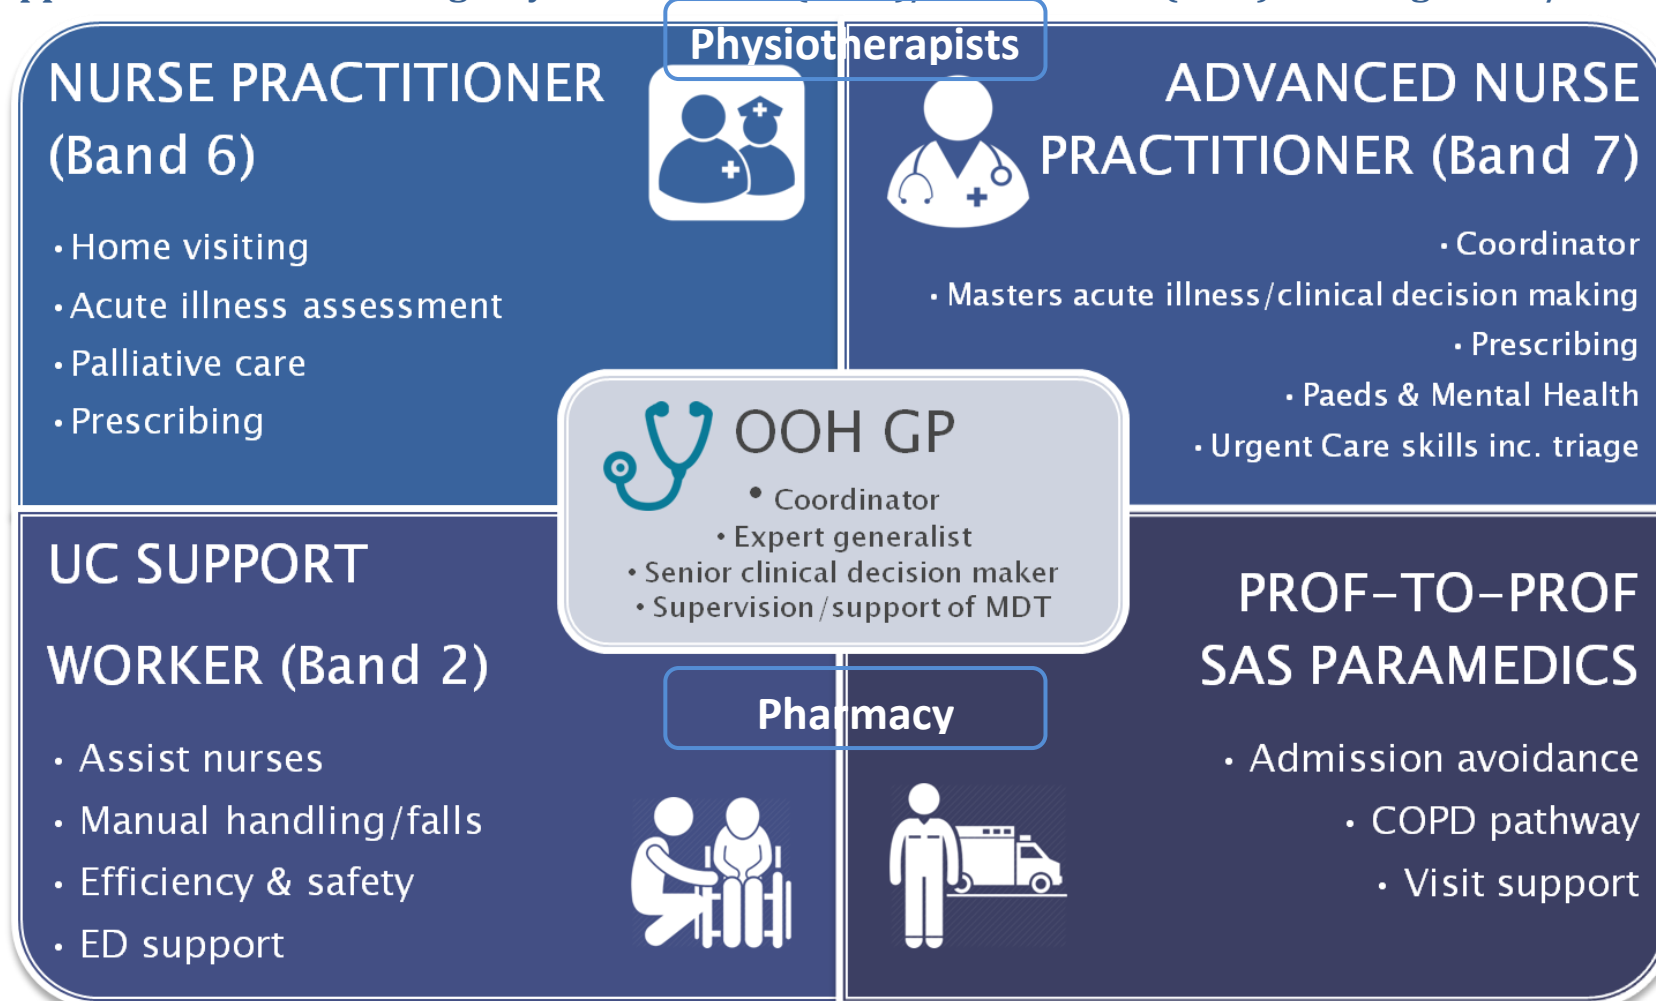 Physiotherapists
NURSE PRACTITIONER
(Band 6)
• Home visiting
• Acute illness assessment
• Palliative care
• Prescribing
ADVANCED NURSE
PRACTITIONER (Band 7)
• Coordinator
• Masters acute illness/clinical decision making
• Prescribing
• Paeds & Mental Health
• Urgent Care skills inc. triage
OOH GP
• Coordinator
• Expert generalist
• Senior clinical decision maker
• Supervision/support of MDT
UC SUPPORT
WORKER (Band 2)
• Assist nurses
• Manual handling/falls
• Efficiency & safety
• ED support
Pharmacy
PROF-TO-PROF
SAS PARAMEDICS
• Admission avoidance
• COPD pathway
• Visit support